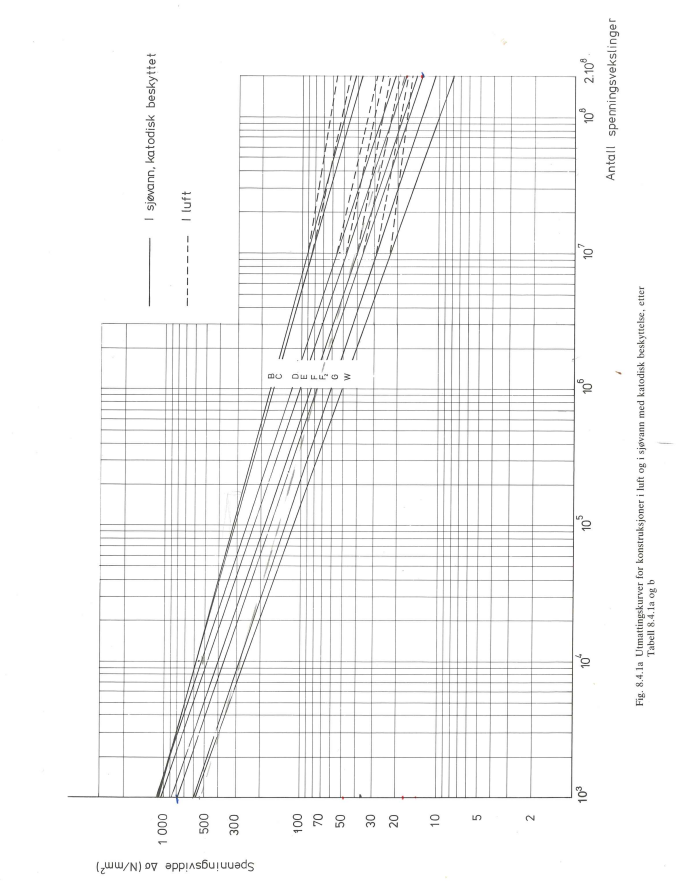 Spenningsvidde Δσ (N/mm²)
1 000
500
300
100
70
50
30
20
10
5
2
I sjøvann, katodisk beskyttet
I luft
B
C
D
E
F
F₂
G
W
10³
10⁴
10⁵
10⁶
10⁷
10⁸
2.10⁸
Antall spenningsvekslinger
Fig. 8.4.1a Utmattingskurver for konstruksjoner i luft og i sjøvann med katodisk beskyttelse, etter
Tabell 8.4.1a og b